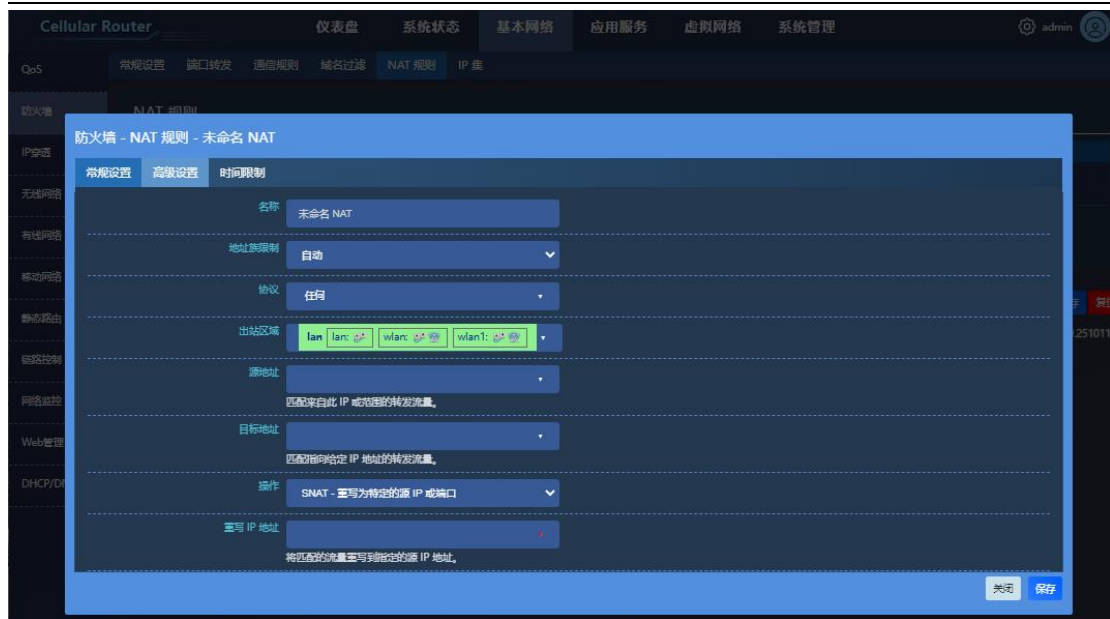 Cellular Router 仪表盘 系统状态 基本网络 应用服务 虚拟网络 系统管理 admin
QoS 常规设置 端口转发 通信规则 域名过滤 NAT 规则 IP 集
防火墙 NAT 规则
防火墙 - NAT 规则 - 未命名 NAT
IP穿透
常规设置 高级设置 时间限制
无线网络
名称 未命名 NAT
有线网络
地址族限制 自动
移动网络
协议 任何
静态路由
出站区域 lan lan: wlan: wlan1:
.251011
链路控制
源地址
网络监控
匹配来自此 IP 或范围的转发流量。
目标地址
Web管理
匹配指向给定 IP 地址的转发流量。
操作 SNAT - 重写为特定的源 IP 或端口
重写 IP 地址
将匹配的流量重写到指定的源 IP 地址。
关闭 保存